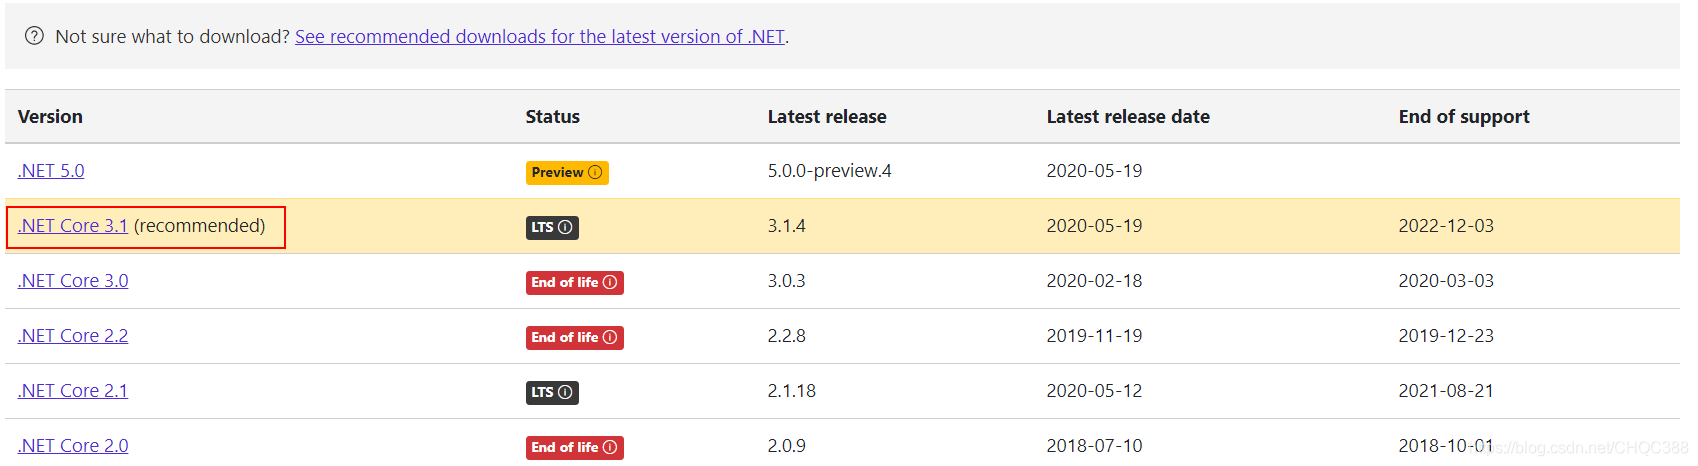 Not sure what to download? See recommended downloads for the latest version of .NET.
Version Status Latest release Latest release date End of support
.NET 5.0 Preview 5.0.0-preview.4 2020-05-19
.NET Core 3.1 (recommended) LTS 3.1.4 2020-05-19 2022-12-03
.NET Core 3.0 End of life 3.0.3 2020-02-18 2020-03-03
.NET Core 2.2 End of life 2.2.8 2019-11-19 2019-12-23
.NET Core 2.1 LTS 2.1.18 2020-05-12 2021-08-21
.NET Core 2.0 End of life 2.0.9 2018-07-10 2018-10-01
https://blog.csdn.net/CHQC388